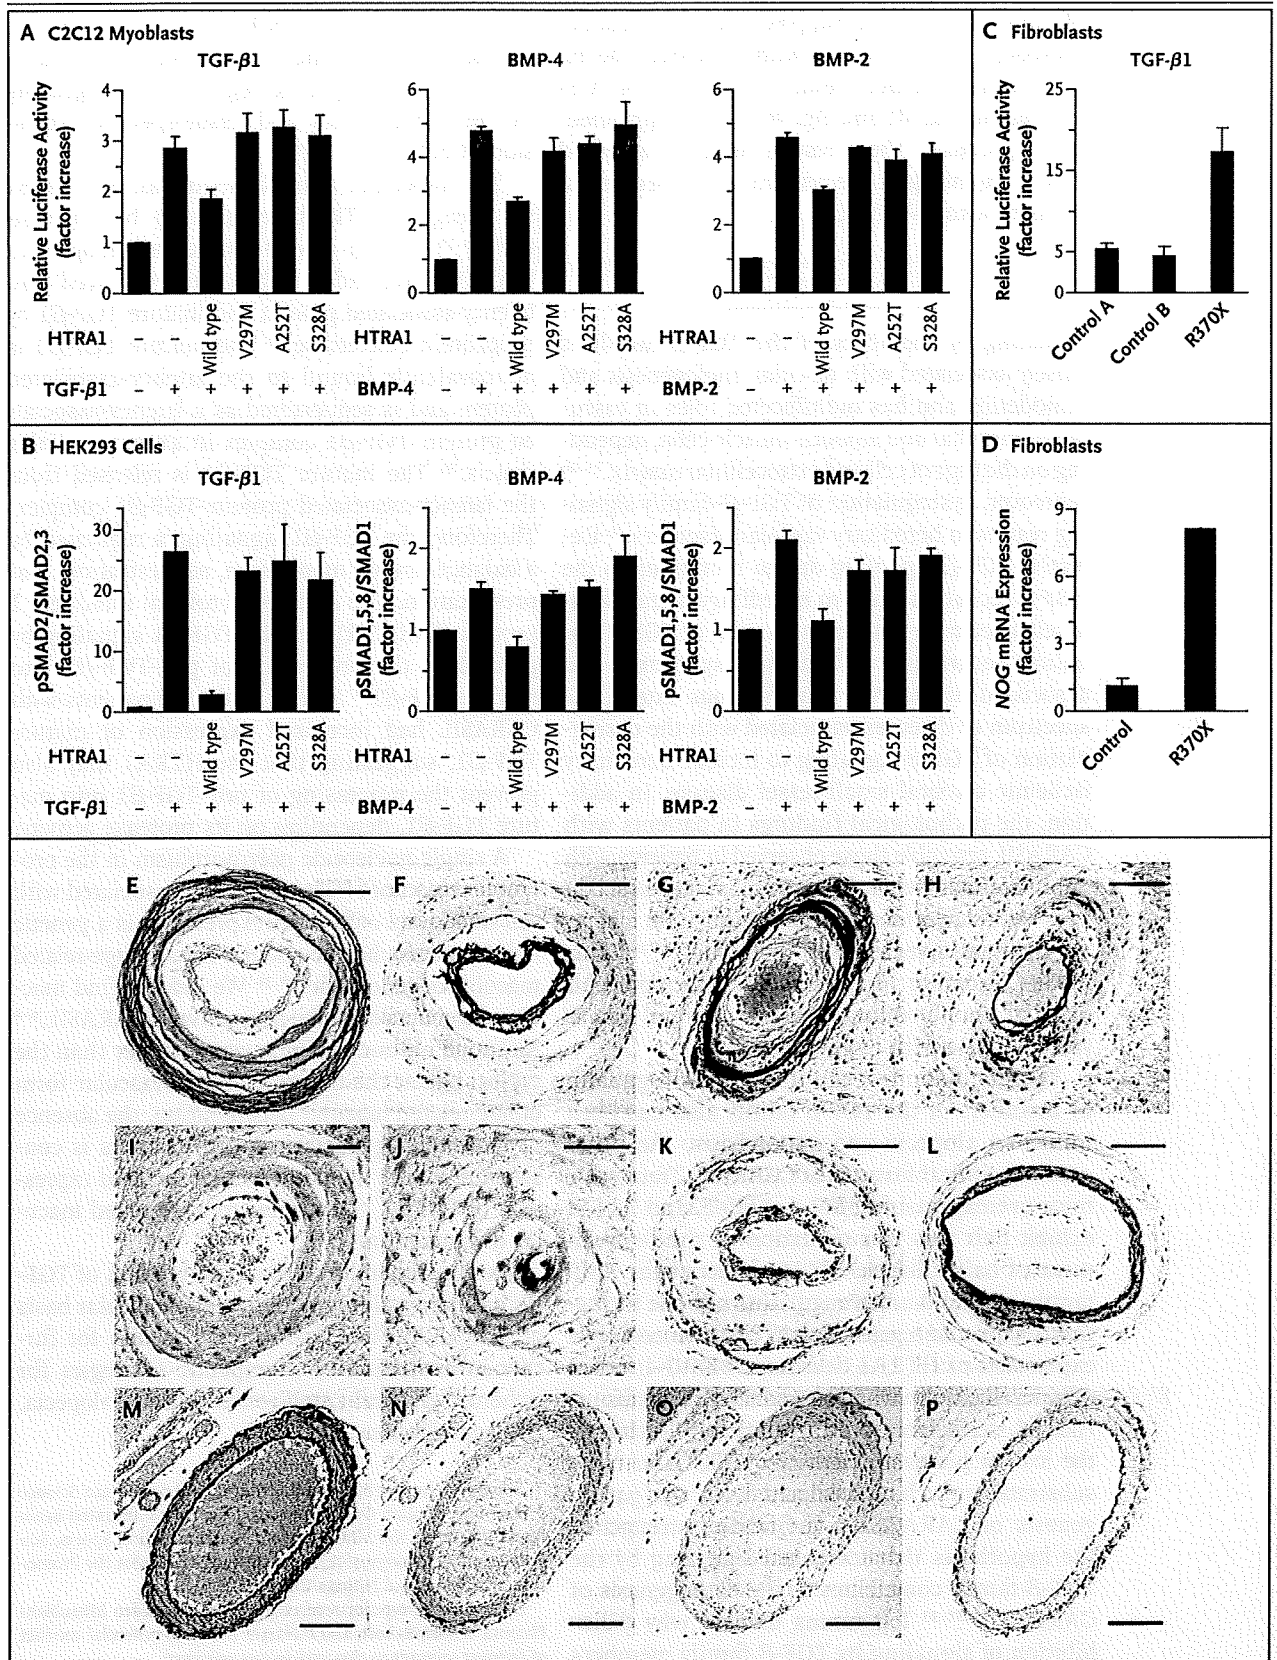 A C2C12 Myoblasts
TGF-β1
Relative Luciferase Activity
(factor increase)
4
3
2
1
0
HTRA1
– – Wild type V297M A252T S328A
TGF-β1 – + + + + +
BMP-4
6
4
2
0
HTRA1
– – Wild type V297M A252T S328A
BMP-4 – + + + + +
BMP-2
6
4
2
0
HTRA1
– – Wild type V297M A252T S328A
BMP-2 – + + + + +
C Fibroblasts
TGF-β1
Relative Luciferase Activity
(factor increase)
25
15
5
0
Control A Control B R370X
B HEK293 Cells
TGF-β1
pSMAD2/SMAD2,3
(factor increase)
30
20
10
0
HTRA1
– – Wild type V297M A252T S328A
TGF-β1 – + + + + +
BMP-4
pSMAD1,5,8/SMAD1
(factor increase)
2
1
0
HTRA1
– – Wild type V297M A252T S328A
BMP-4 – + + + + +
BMP-2
pSMAD1,5,8/SMAD1
(factor increase)
2
1
0
HTRA1
– – Wild type V297M A252T S328A
BMP-2 – + + + + +
D Fibroblasts
NOG mRNA Expression
(factor increase)
9
6
3
0
Control R370X
E F G H
I J K L
M N O P